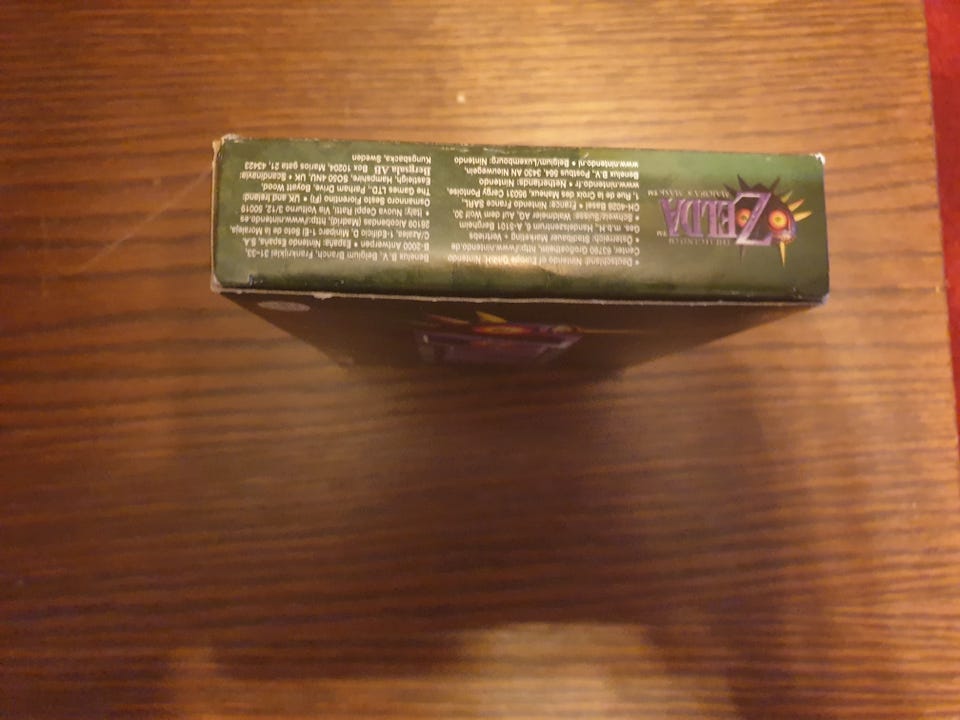 THE LEGEND OF
ZELDA
MAJORA'S MASK™
• Deutschland: Nintendo of Europe GmbH, Nintendo
Center, 63760 Großostheim, http://www.nintendo.de
• Österreich: Stadlbauer Marketing + Vertriebs
Ges. m.b.H., Handelszentrum 6, A-5101 Bergheim
• Schweiz/Suisse: Waldmeier AG, Auf dem Wolf 30,
CH-4028 Basel • France: Nintendo France SARL,
1, Rue de la Croix des Maheux, 95031 Cergy Pontoise,
www.nintendo.fr • Netherlands: Nintendo
Benelux B.V., Postbus 564, 3430 AN Nieuwegein,
www.nintendo.nl • Belgium/Luxembourg: Nintendo
Benelux B. V., Belgium Branch, Frankrijklei 31-33,
B-2000 Antwerpen • España: Nintendo España, S.A.
C/Azalea, 1-Edificio D, Miniparc 1-El Soto de la Moraleja,
28109 Alcobendas (Madrid), http://www.nintendo.es
• Italy: Nuova Ceppi Ratti, Via Volturno 3/12, 50019
Osmannoro Sesto Fiorentino (FI) • UK and Ireland:
The Games LTD, Parham Drive, Boyatt Wood,
Eastleigh, Hampshire, SO50 4NU, UK • Scandinavia:
Bergsala AB Box 10204, Marios gata 21, 43423
Kungsbacka, Sweden